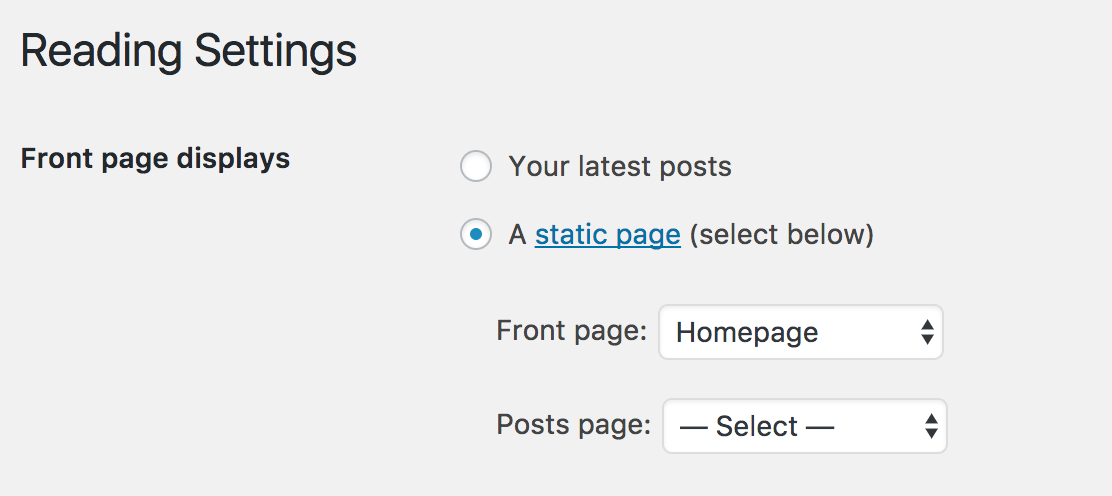 Reading Settings
Front page displays
Your latest posts
A static page (select below)
Front page: Homepage
Posts page: — Select —